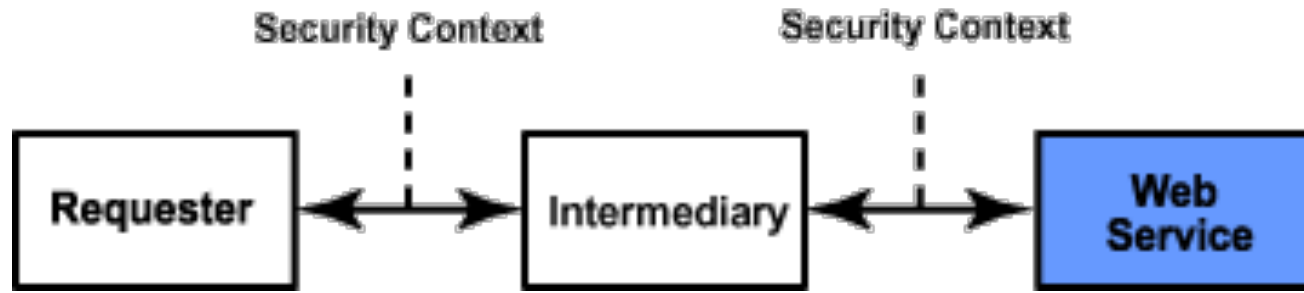 Security Context
Security Context
Requester
Intermediary
Web
Service